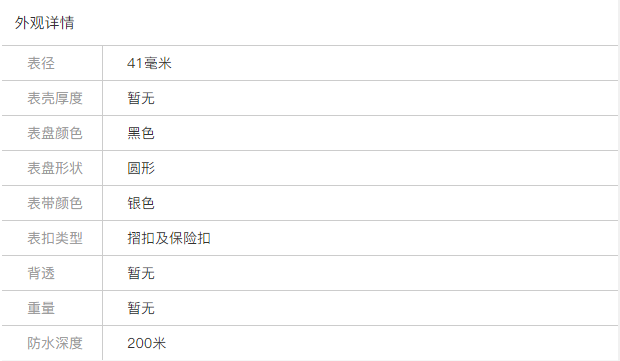 外观详情
表径 41毫米
表壳厚度 暂无
表盘颜色 黑色
表盘形状 圆形
表带颜色 银色
表扣类型 摺扣及保险扣
背透 暂无
重量 暂无
防水深度 200米